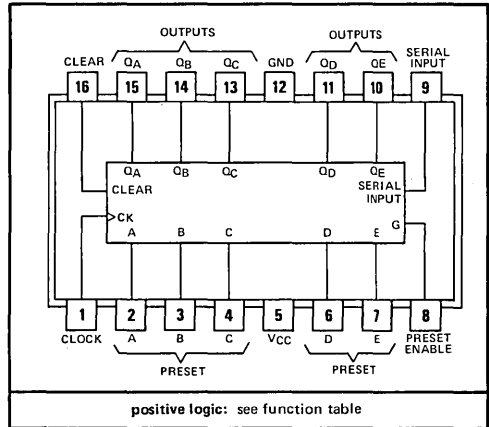 OUTPUTS OUTPUTS
CLEAR QA QB QC GND QD QE SERIAL INPUT
16 15 14 13 12 11 10 9
QA QB QC QD QE
CLEAR SERIAL INPUT
CK G
A B C D E
1 2 3 4 5 6 7 8
CLOCK A B C VCC D E PRESET ENABLE
PRESET PRESET
positive logic: see function table